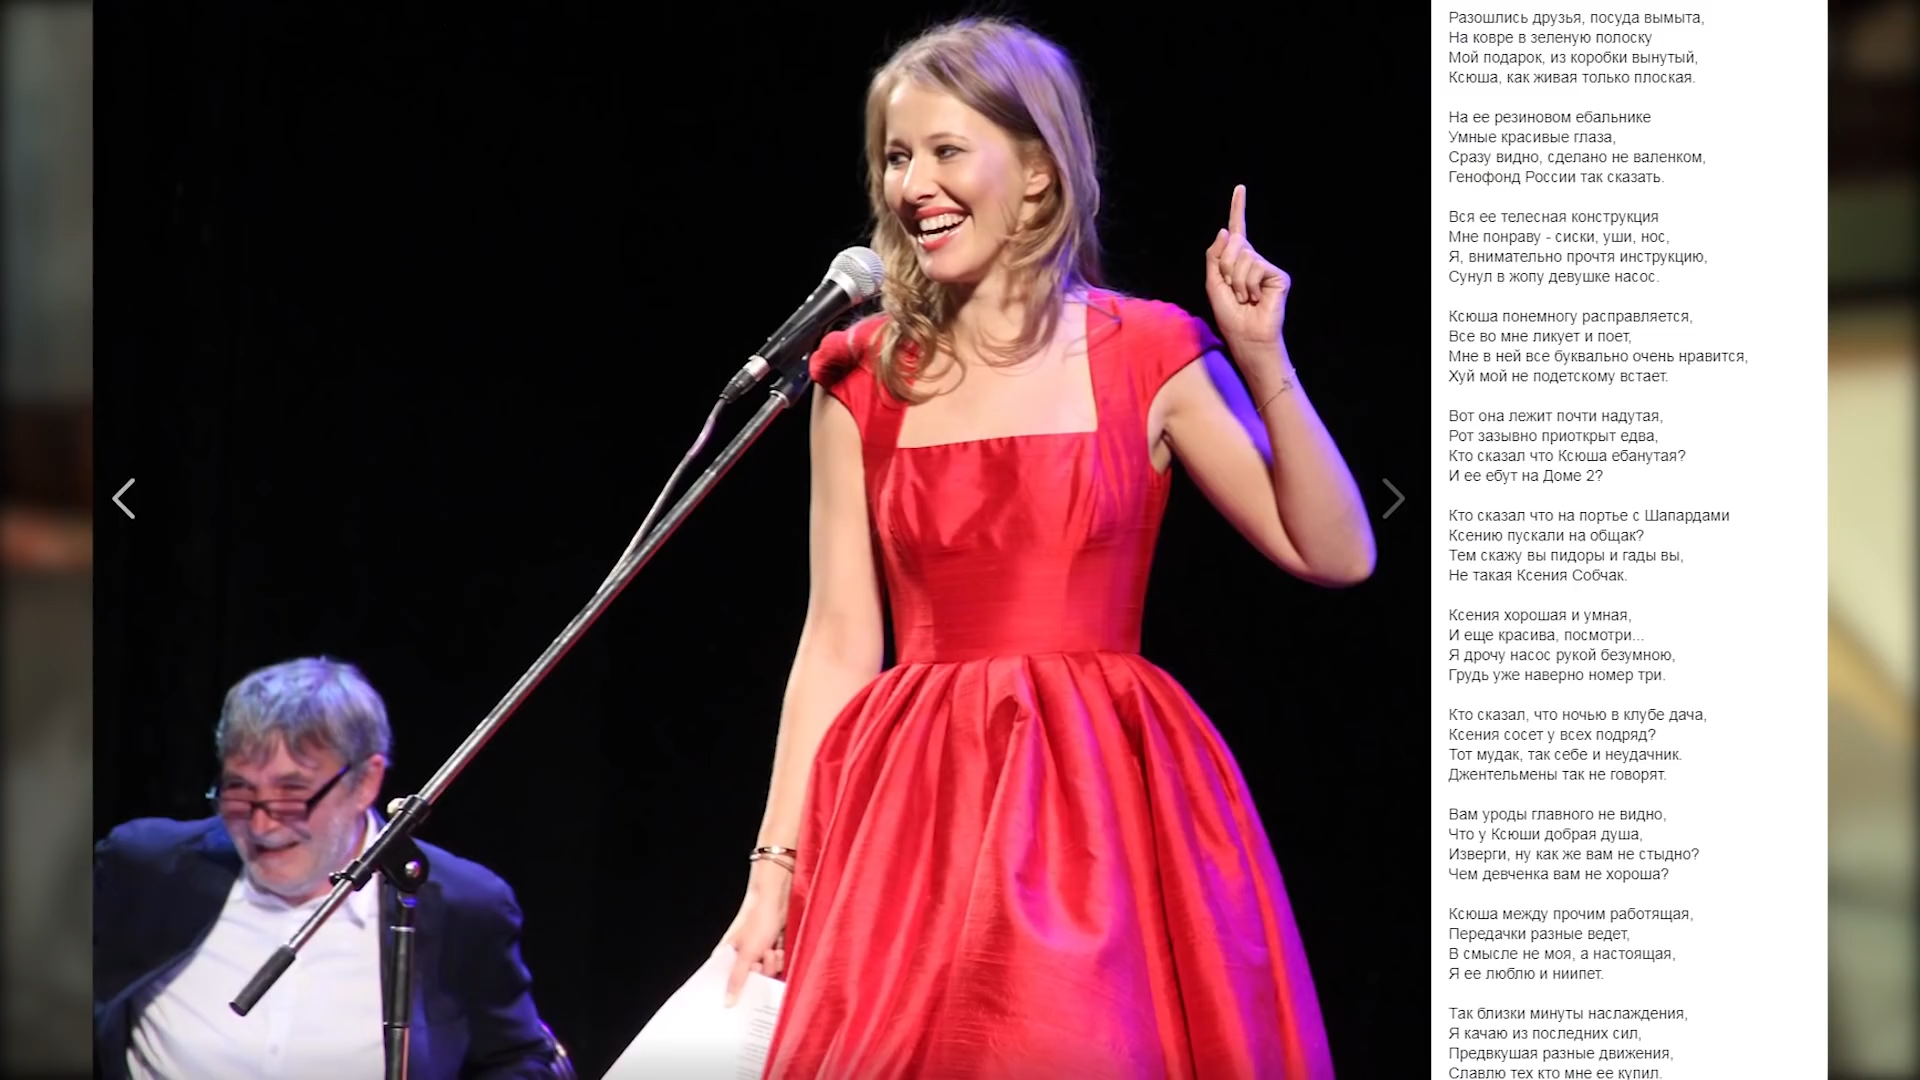 Разошлись друзья, посуда вымыта,
На ковре в зеленую полоску
Мой подарок, из коробки вынутый,
Ксюша, как живая только плоская.
На ее резиновом ебальнике
Умные красивые глаза,
Сразу видно, сделано не валенком,
Генофонд России так сказать.
Вся ее телесная конструкция
Мне понраву - сиски, уши, нос,
Я, внимательно прочтя инструкцию,
Сунул в жопу девушке насос.
Ксюша понемногу расправляется,
Все во мне ликует и поет,
Мне в ней все буквально очень нравится,
Хуй мой не подетскому встает.
Вот она лежит почти надутая,
Рот зазывно приоткрыт едва,
Кто сказал что Ксюша ебанутая?
И ее ебут на Доме 2?
Кто сказал что на портье с Шапардами
Ксению пускали на общак?
Тем скажу вы пидоры и гады вы,
Не такая Ксения Собчак.
Ксения хорошая и умная,
И еще красива, посмотри...
Я дрочу насос рукой безумною,
Грудь уже наверно номер три.
Кто сказал, что ночью в клубе дача,
Ксения сосет у всех подряд?
Тот мудак, так себе и неудачник.
Джентельмены так не говорят.
Вам уроды главного не видно,
Что у Ксюши добрая душа,
Изверги, ну как же вам не стыдно?
Чем девченка вам не хороша?
Ксюша между прочим работящая,
Передачки разные ведет,
В смысле не моя, а настоящая,
Я ее люблю и ниипет.
Так близки минуты наслаждения,
Я качаю из последних сил,
Предвкушая разные движения,
Славлю тех кто мне ее купил.